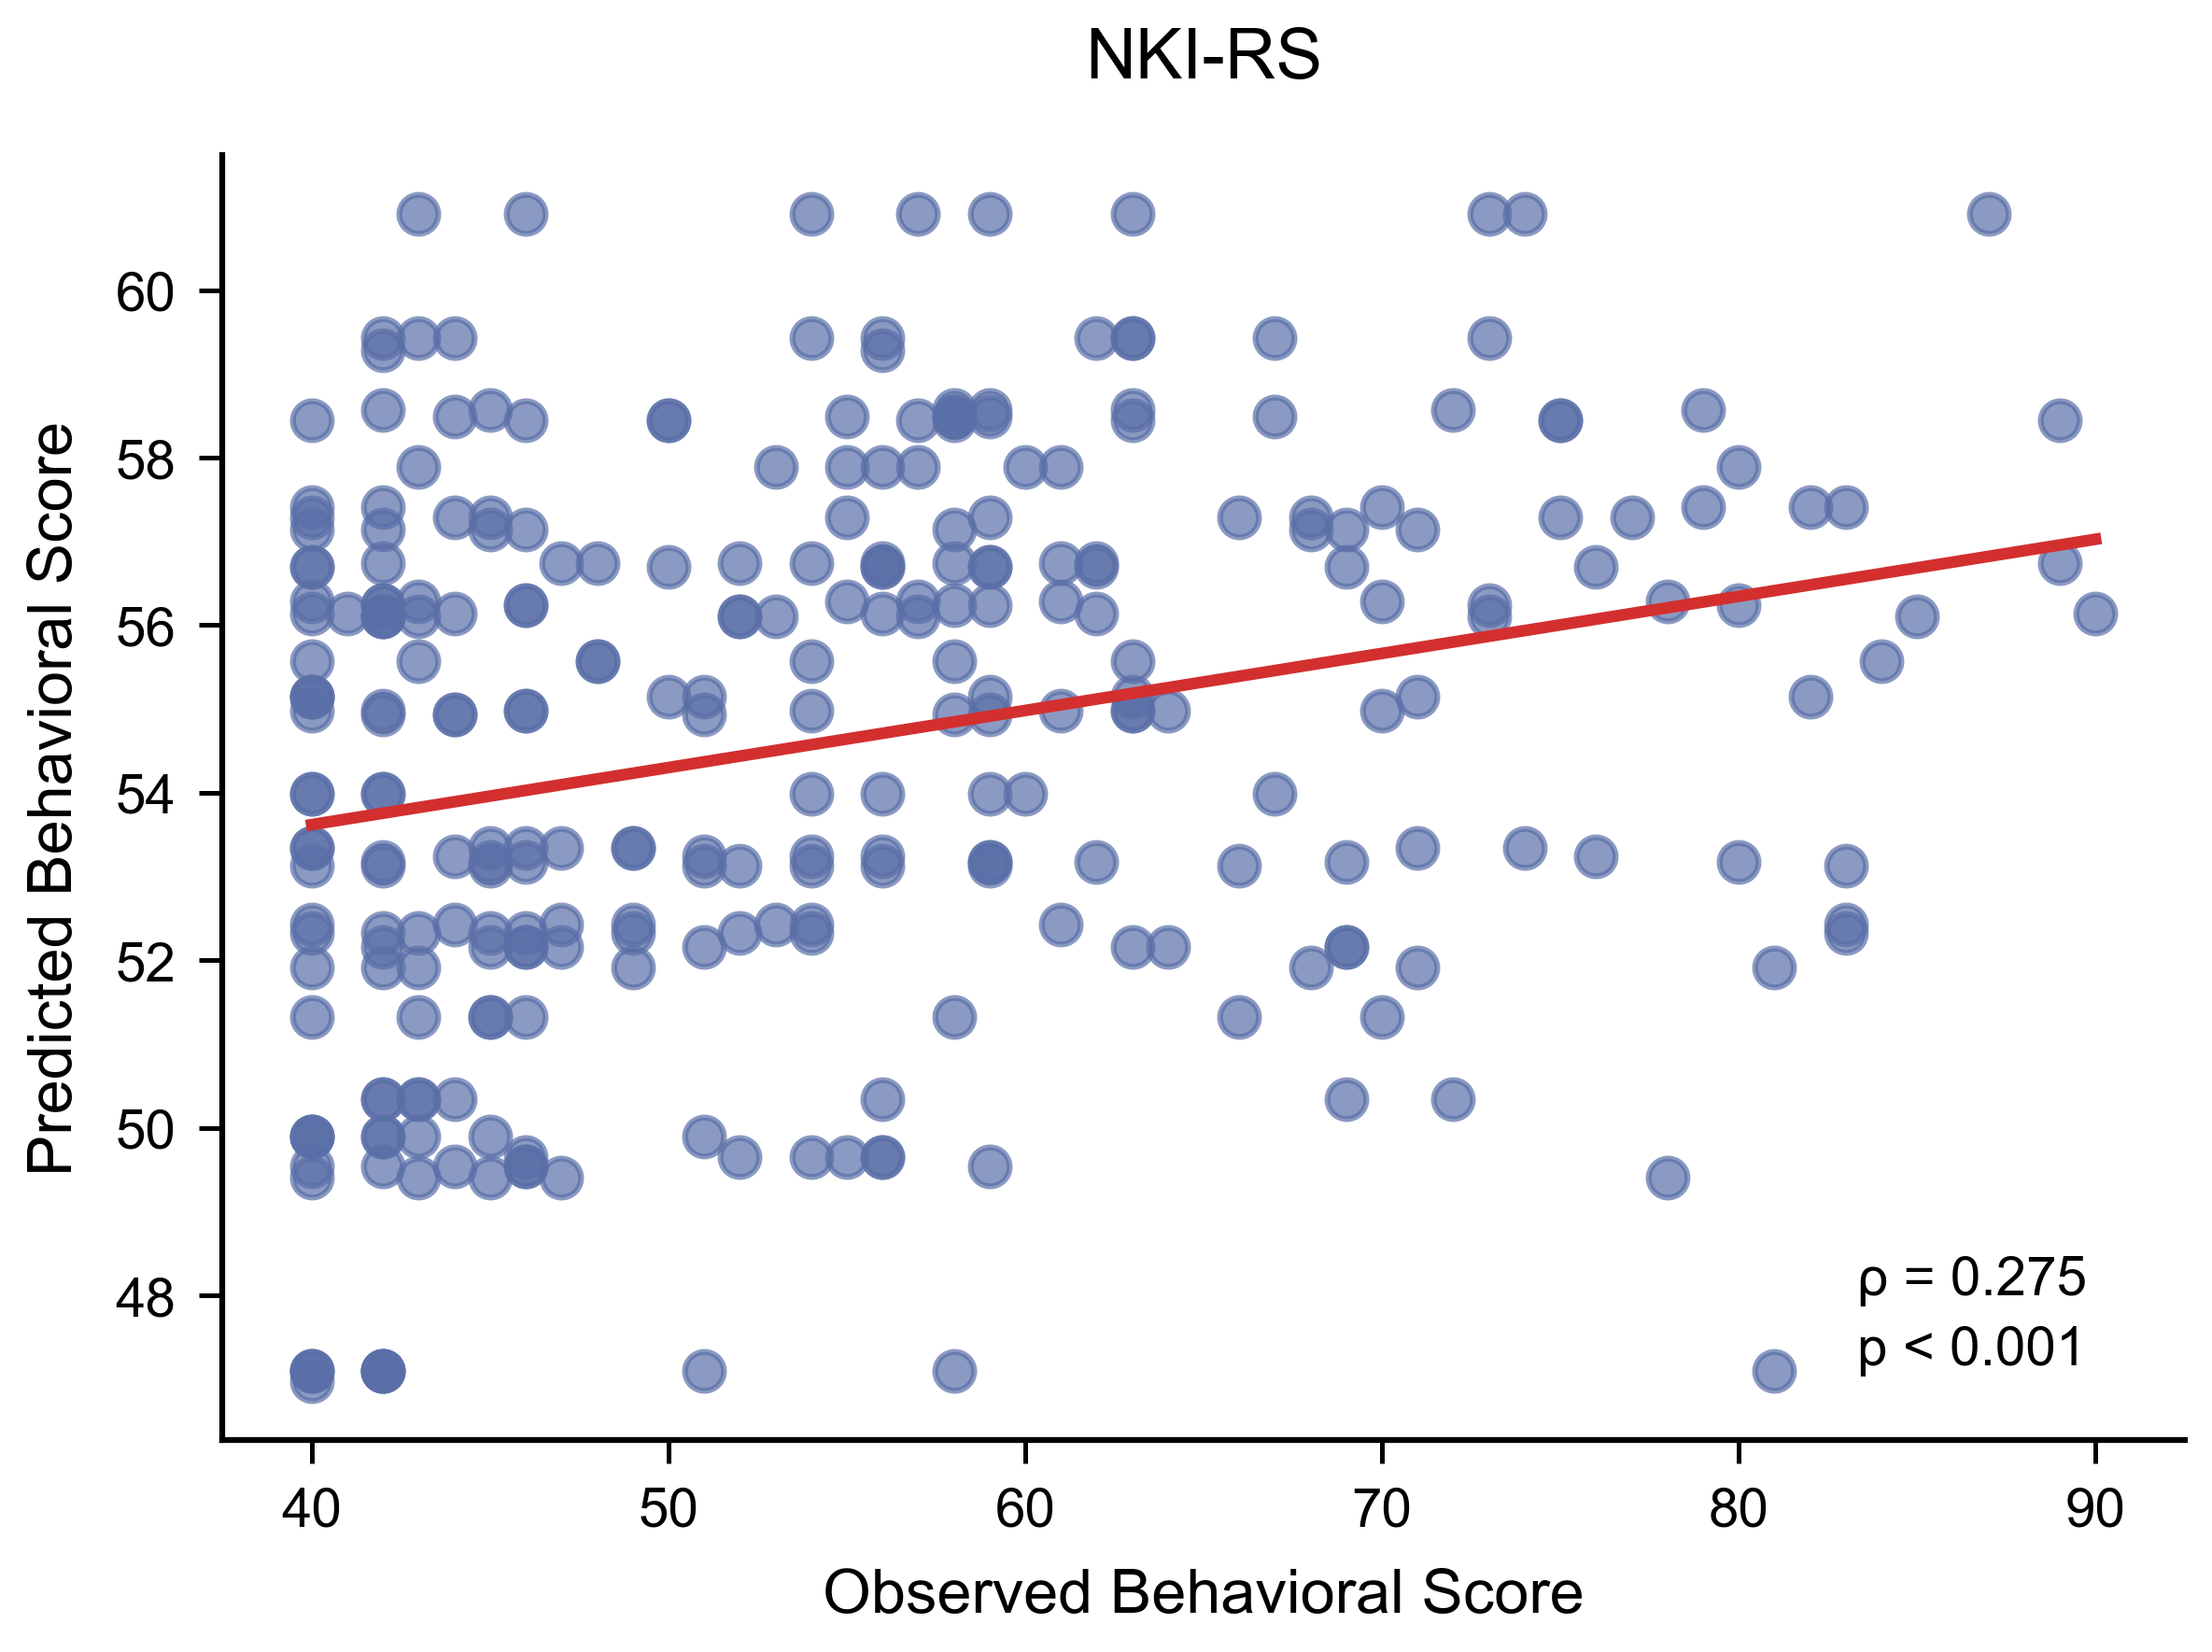 NKI-RS
Predicted Behavioral Score
60
58
56
54
52
50
48
ρ = 0.275
p < 0.001
40 50 60 70 80 90
Observed Behavioral Score